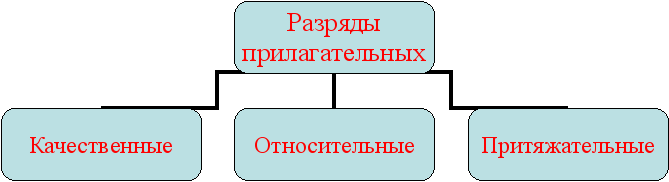 Разряды
прилагательных
Качественные
Относительные
Притяжательные